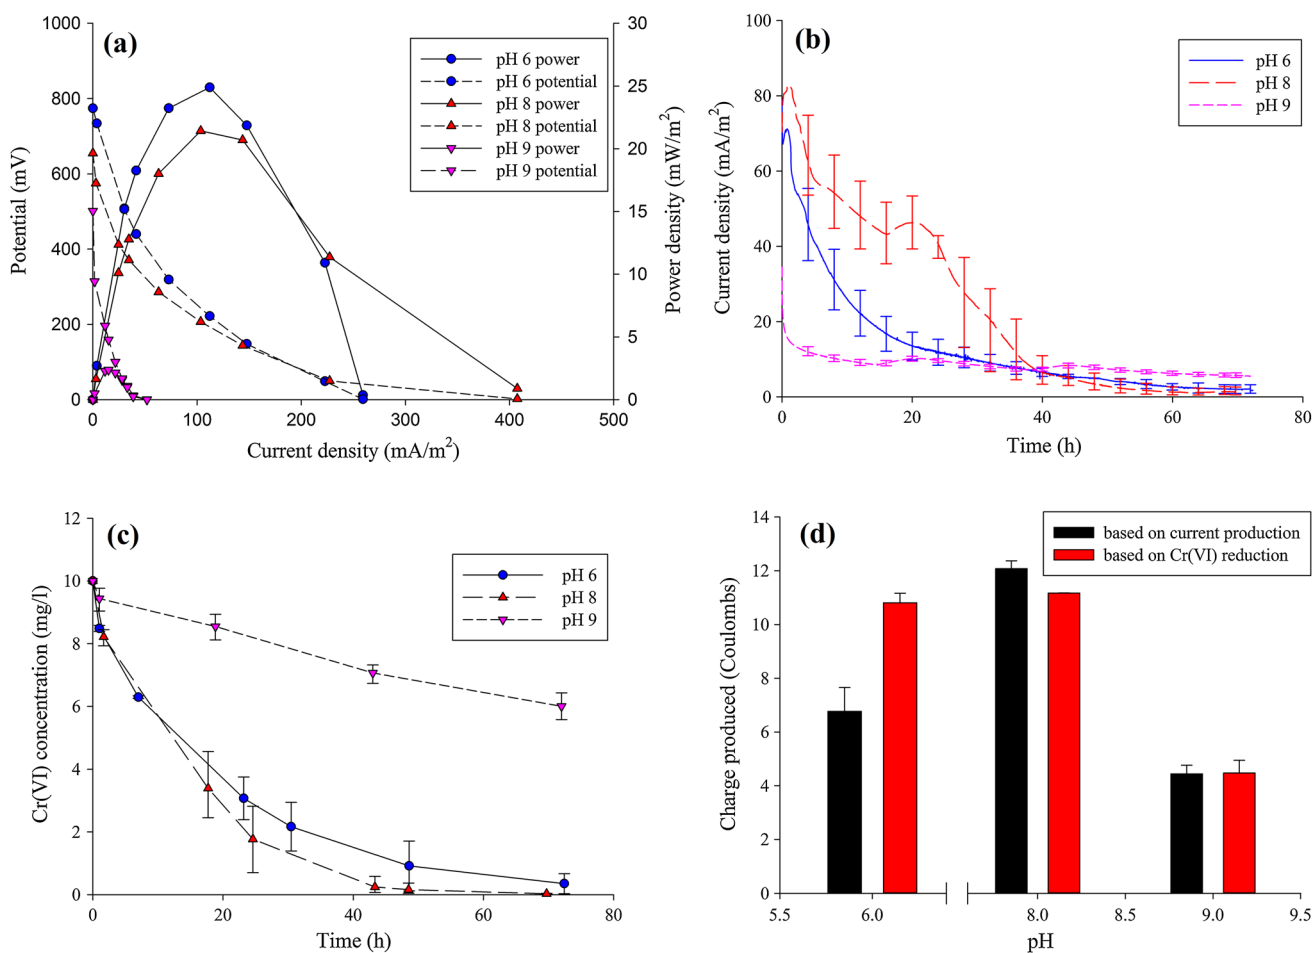 (a)
1000
800
600
400
200
0
Potential (mV)
30
25
20
15
10
5
0
Power density (mW/m²)
pH 6 power
pH 6 potential
pH 8 power
pH 8 potential
pH 9 power
pH 9 potential
0 100 200 300 400 500
Current density (mA/m²)
(b)
100
80
60
40
20
0
Current density (mA/m²)
pH 6
pH 8
pH 9
0 20 40 60 80
Time (h)
(c)
12
10
8
6
4
2
0
Cr(VI) concentration (mg/l)
pH 6
pH 8
pH 9
0 20 40 60 80
Time (h)
(d)
14
12
10
8
6
4
2
0
Charge produced (Coulombs)
based on current production
based on Cr(VI) reduction
5.5 6.0 8.0 8.5 9.0 9.5
pH